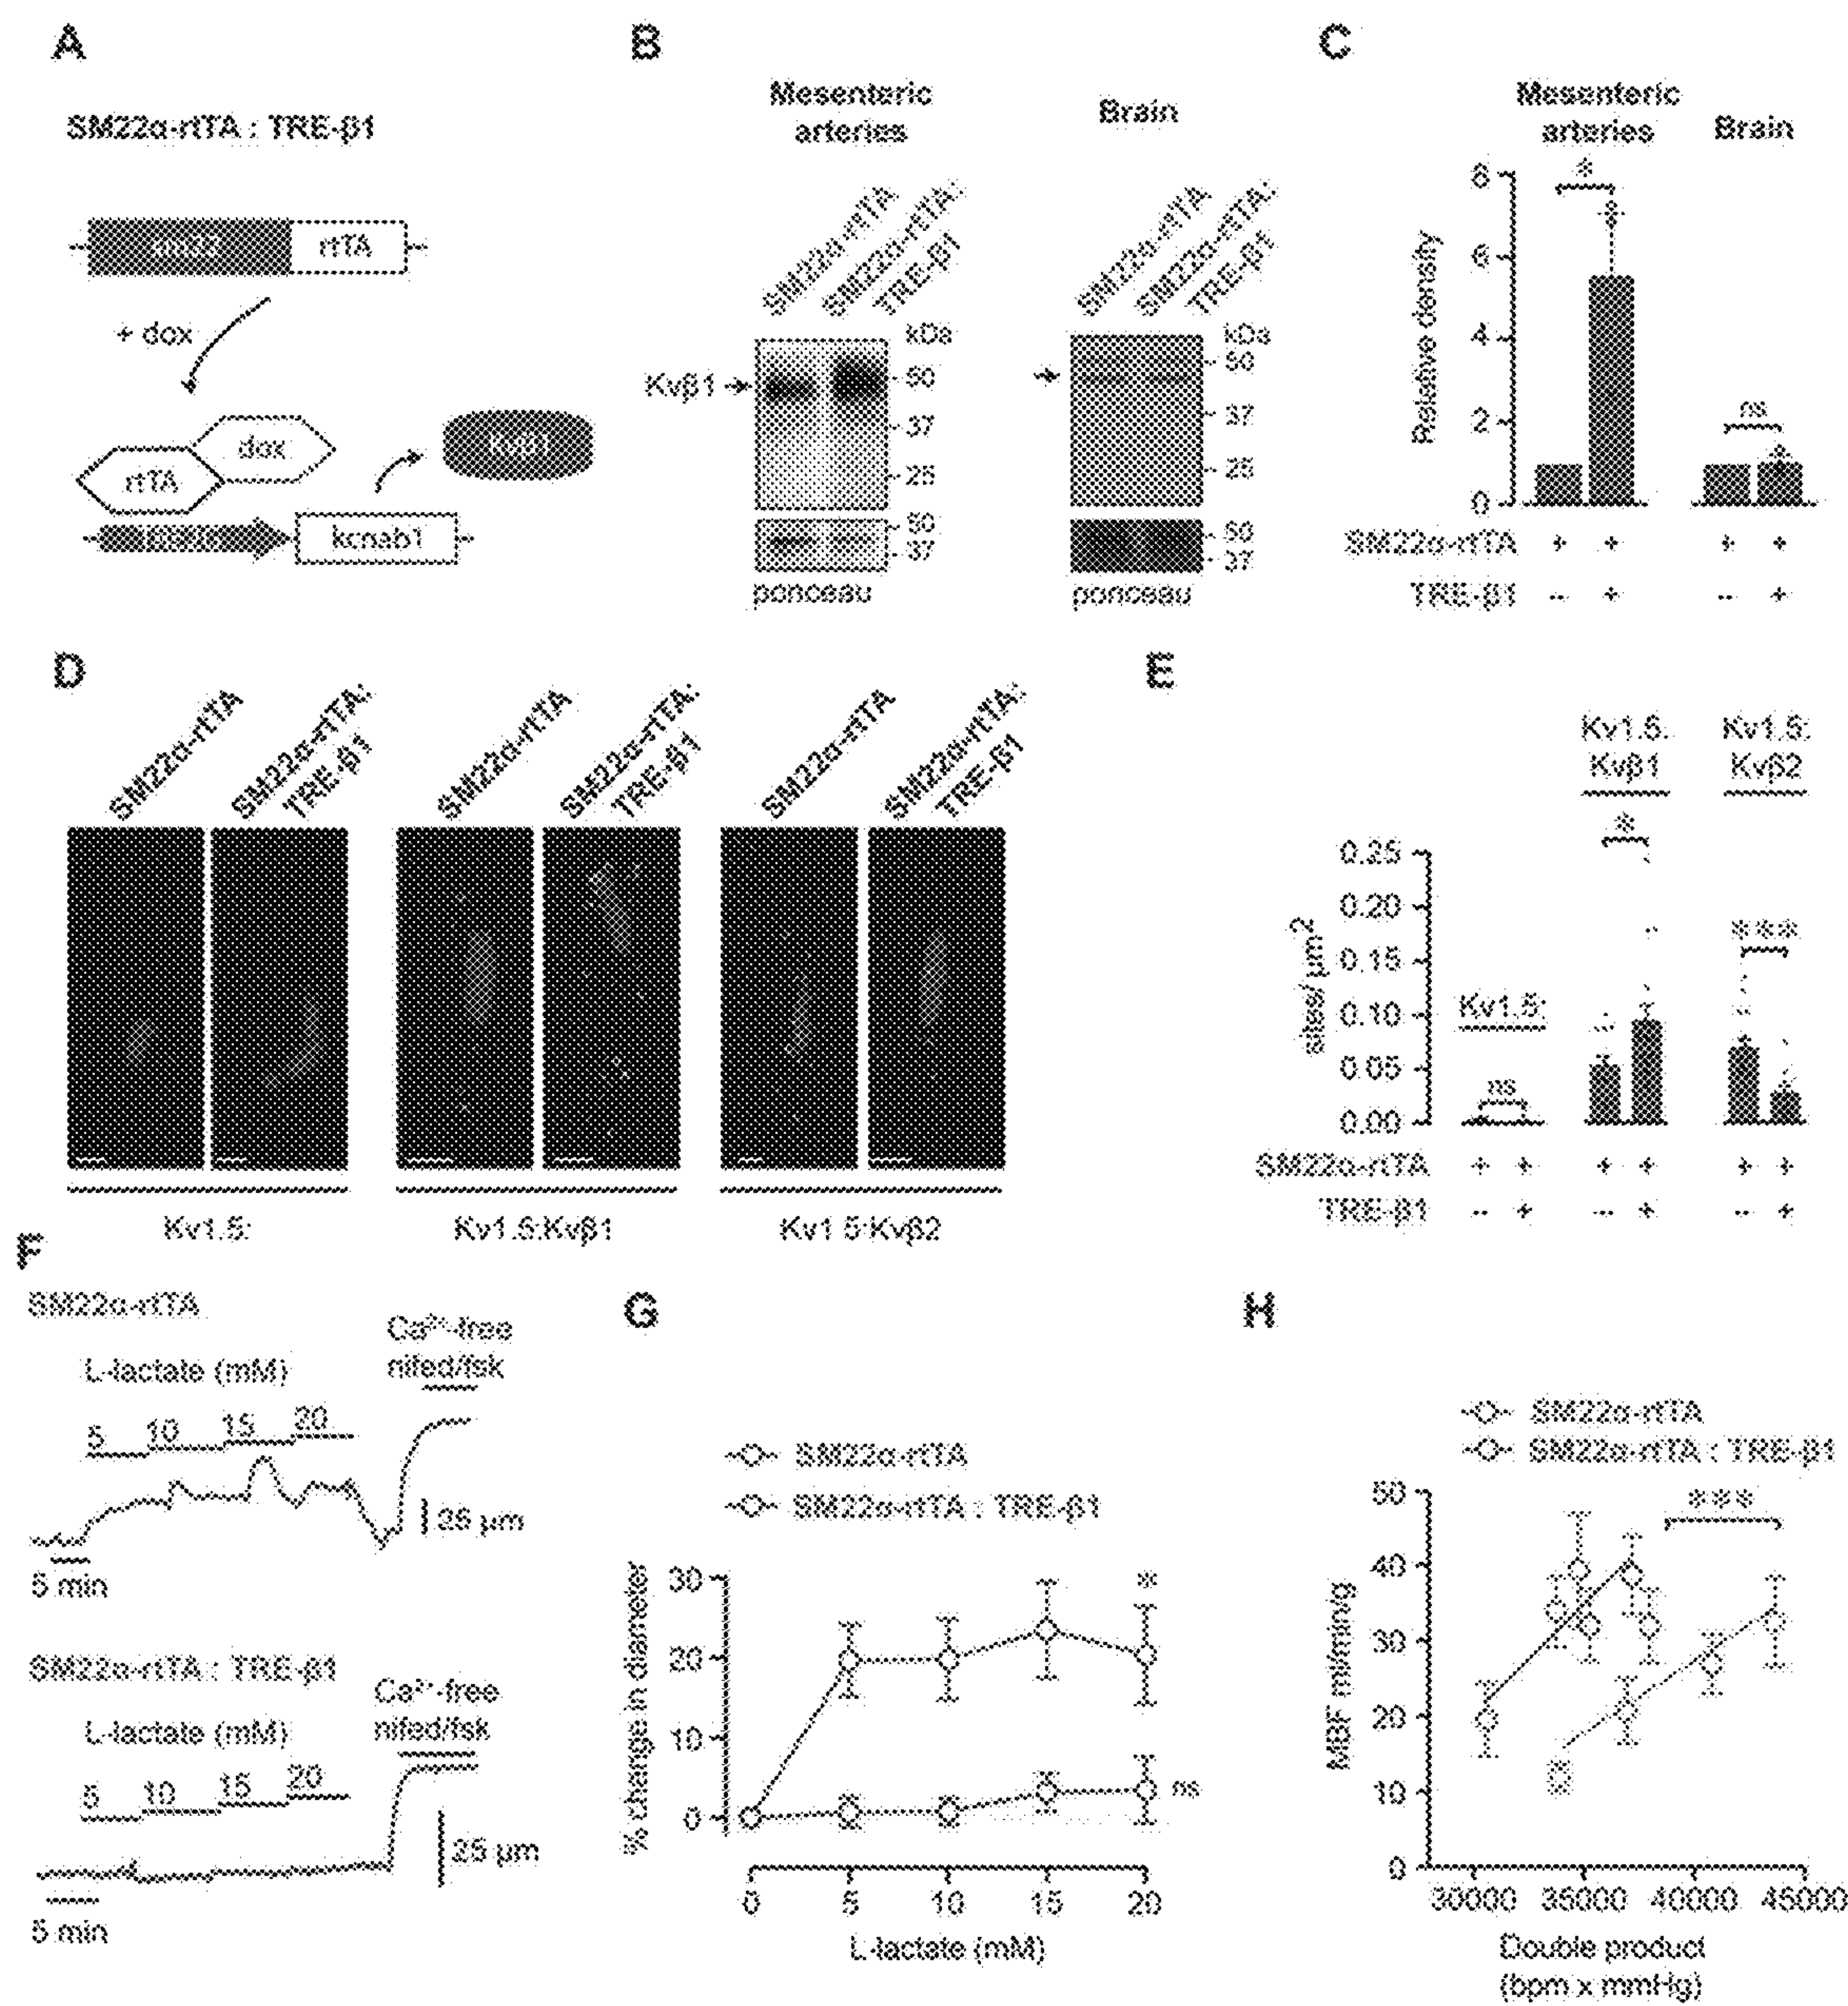 A
SM22α-rtTA : TRE-β1
sm22
rtTA
+ dox
dox
rtTA
kvβ1
kcnab1
B
Mesenteric
arteries
Brain
SM22α-rtTA
SM22α-rtTA:
TRE-β1
SM22α-rtTA
SM22α-rtTA:
TRE-β1
kDa
kDa
Kvβ1
50
37
25
50
37
50
37
25
50
37
ponceau
ponceau
C
Mesenteric
arteries
Brain
*
ns
Relative density
8
6
4
2
0
SM22α-rtTA + + + +
TRE-β1 - + - +
D
SM22α-rtTA
SM22α-rtTA:
TRE-β1
SM22α-rtTA
SM22α-rtTA:
TRE-β1
SM22α-rtTA
SM22α-rtTA:
TRE-β1
Kv1.5:
Kv1.5:Kvβ1
Kv1 5:Kvβ2
E
Kv1.5:
Kvβ1
Kv1.5:
Kvβ2
Kv1.5:
*
***
ns
sites/ μm²
0.25
0.20
0.15
0.10
0.05
0.00
SM22α-rtTA + + + + + +
TRE-β1 - + - + - +
F
SM22α-rtTA
Ca²⁺-free
nifed/fsk
L-lactate (mM)
5 10 15 20
25 μm
5 min
SM22α-rtTA : TRE-β1
Ca²⁺-free
nifed/fsk
L-lactate (mM)
5 10 15 20
25 μm
5 min
G
SM22α-rtTA
SM22α-rtTA : TRE-β1
% change in diameter
30
20
10
0
*
ns
0 5 10 15 20
L-lactate (mM)
H
SM22α-rtTA
SM22α-rtTA : TRE-β1
***
MBF ml/min/g
50
40
30
20
10
0
30000 35000 40000 45000
Double product
(bpm x mmHg)